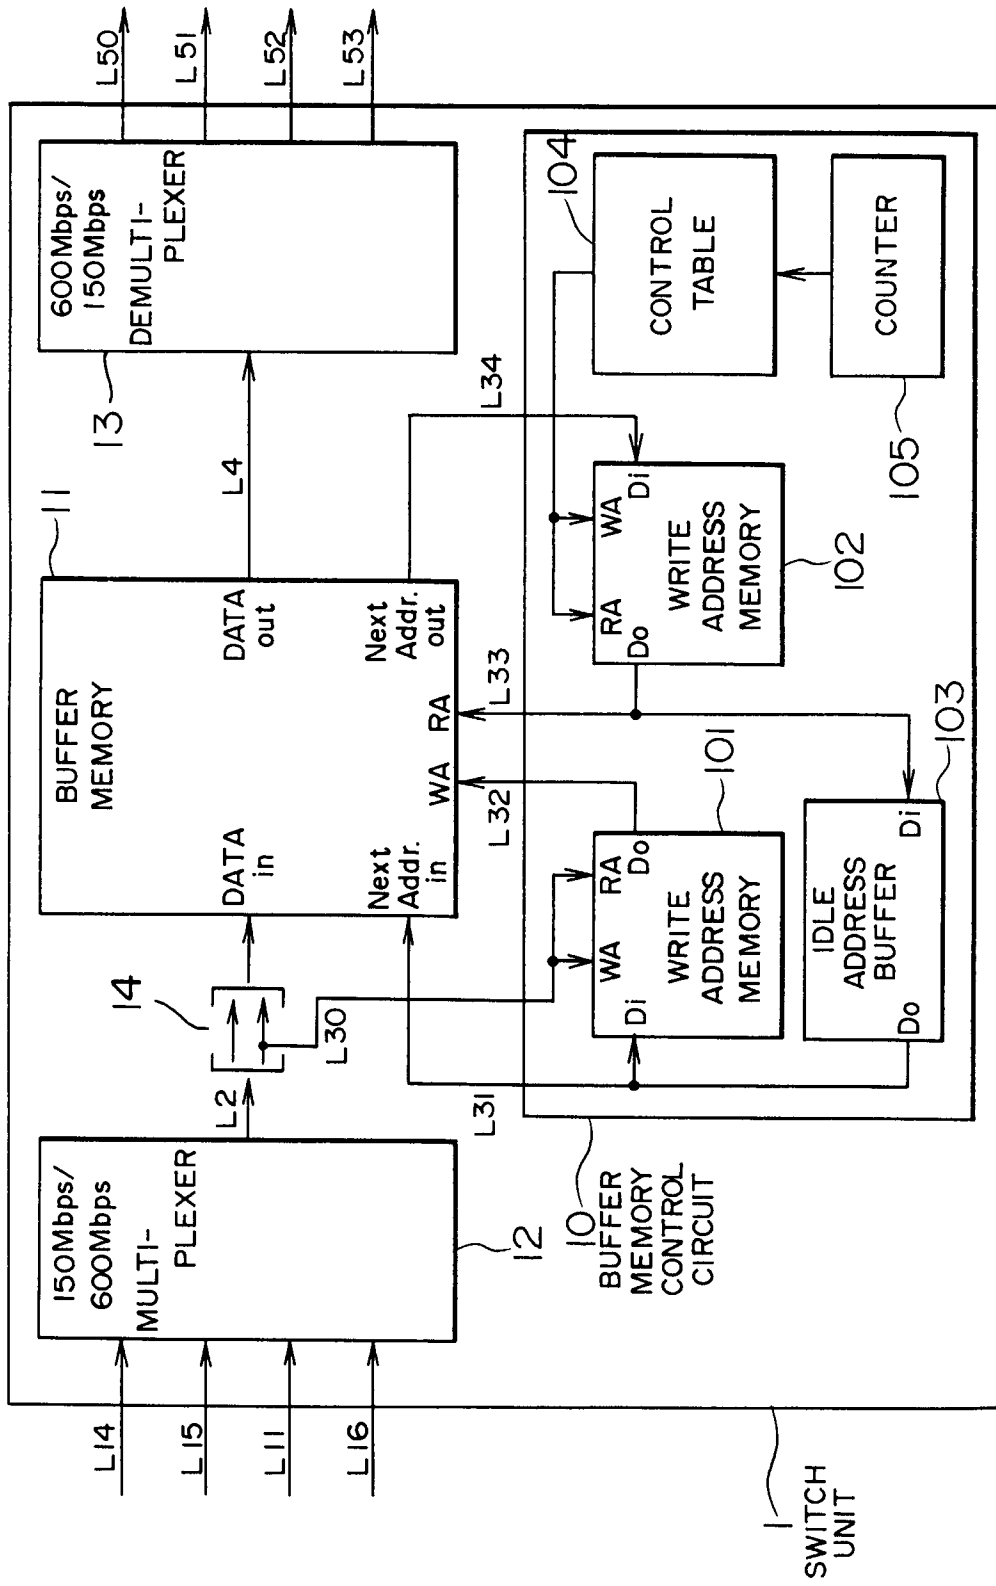 L14
L15
L11
L16
150Mbps/
600Mbps
MULTI-
PLEXER
12
L2
14
L30
L31
BUFFER
MEMORY
11
DATA
in
DATA
out
Next
Addr.
in
WA
RA
Next
Addr.
out
L4
L32
L33
L34
600Mbps/
150Mbps
DEMULTI-
PLEXER
13
L50
L51
L52
L53
10
BUFFER
MEMORY
CONTROL
CIRCUIT
WA
RA
Di
Do
WRITE
ADDRESS
MEMORY
101
RA
WA
Do
Di
WRITE
ADDRESS
MEMORY
102
IDLE
ADDRESS
BUFFER
Do
Di
103
CONTROL
TABLE
104
COUNTER
105
1
SWITCH
UNIT